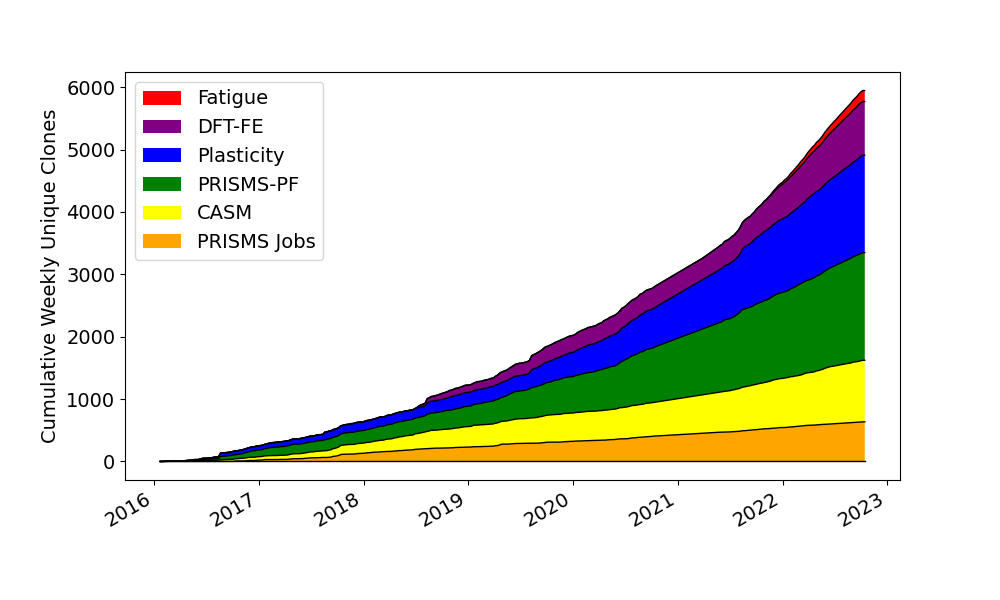 Cumulative Weekly Unique Clones
6000
5000
4000
3000
2000
1000
0
Fatigue
DFT-FE
Plasticity
PRISMS-PF
CASM
PRISMS Jobs
2016
2017
2018
2019
2020
2021
2022
2023